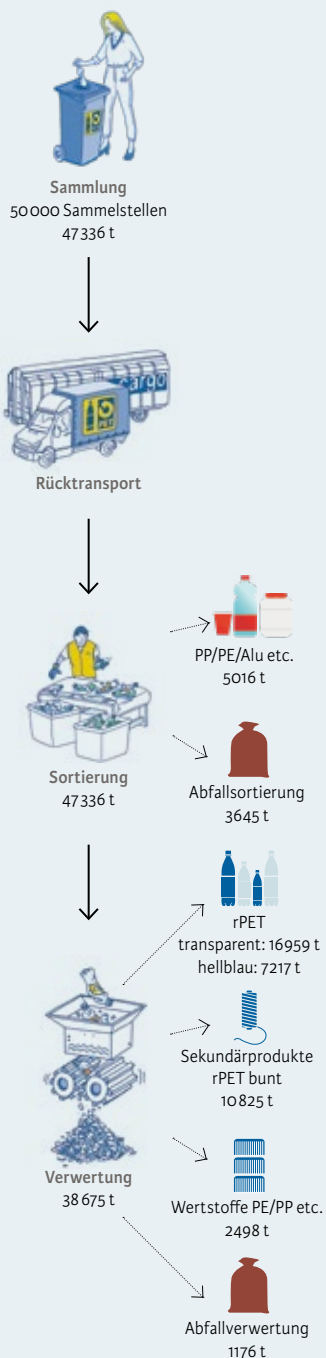 PET
Sammlung
50 000 Sammelstellen
47 336 t
cargo
PET
Rücktransport
PP/PE/Alu etc.
5016 t
Sortierung
47 336 t
Abfallsortierung
3645 t
rPET
transparent: 16959 t
hellblau: 7217 t
Sekundärprodukte
rPET bunt
10 825 t
Verwertung
38 675 t
Wertstoffe PE/PP etc.
2498 t
Abfallverwertung
1176 t